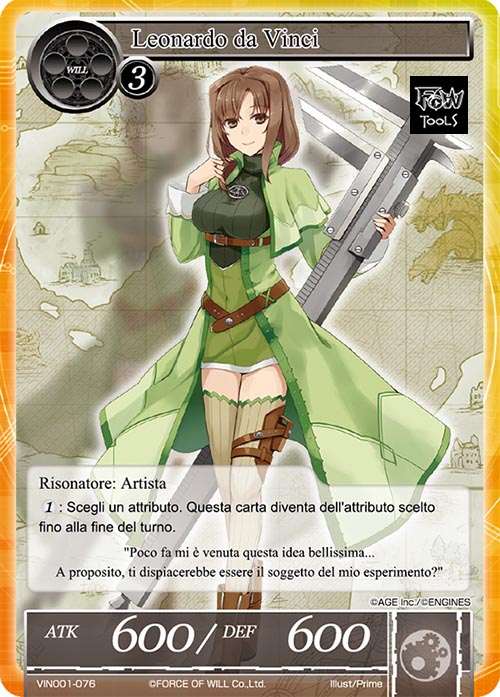 Leonardo da Vinci
WILL
3
FOW
TOOLS
Risonatore: Artista
1 : Scegli un attributo. Questa carta diventa dell'attributo scelto
fino alla fine del turno.
"Poco fa mi è venuta questa idea bellissima...
A proposito, ti dispiacerebbe essere il soggetto del mio esperimento?"
©AGE Inc./©ENGINES
ATK 600/ DEF 600
VIN001-076 ©FORCE OF WILL Co.,Ltd. Illust/Prime